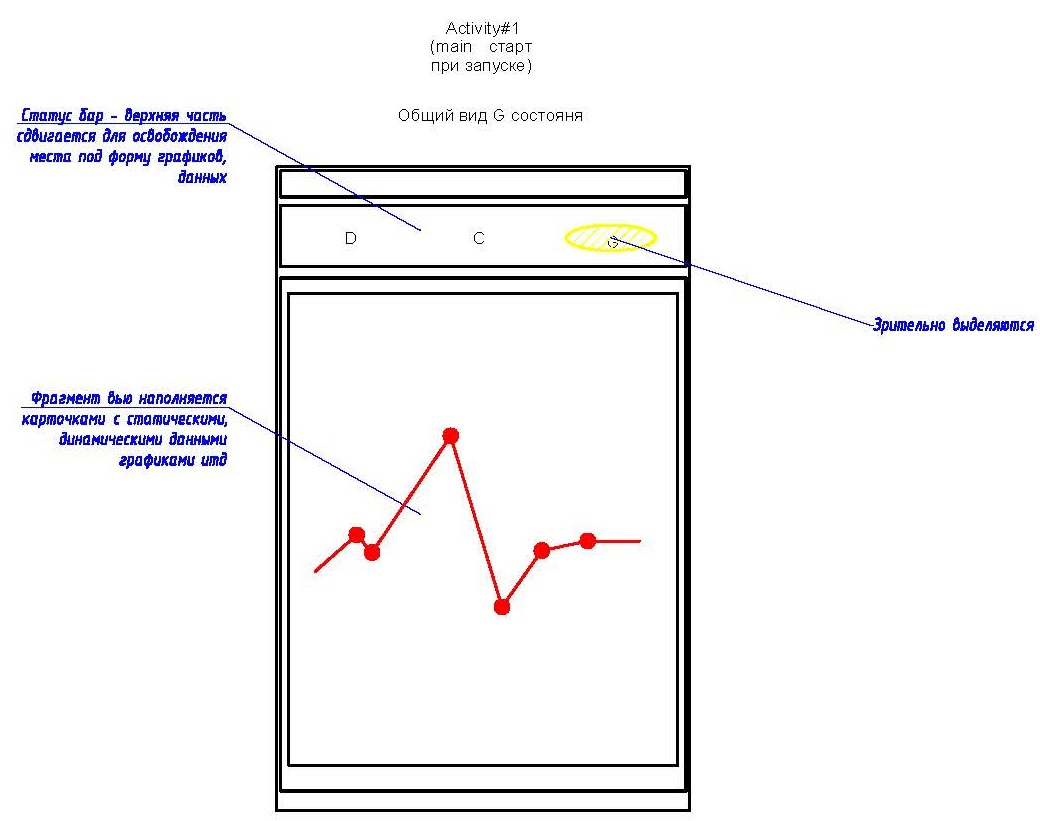 Activity#1
(main старт
при запуске)
Общий вид G состояня
Статус бар - верхняя часть
сдвигается для освобождения
места под форму графиков,
данных
D C G
Зрительно выделяются
Фрагмент вью наполняется
карточками с статическими,
динамическими данными
графиками итд